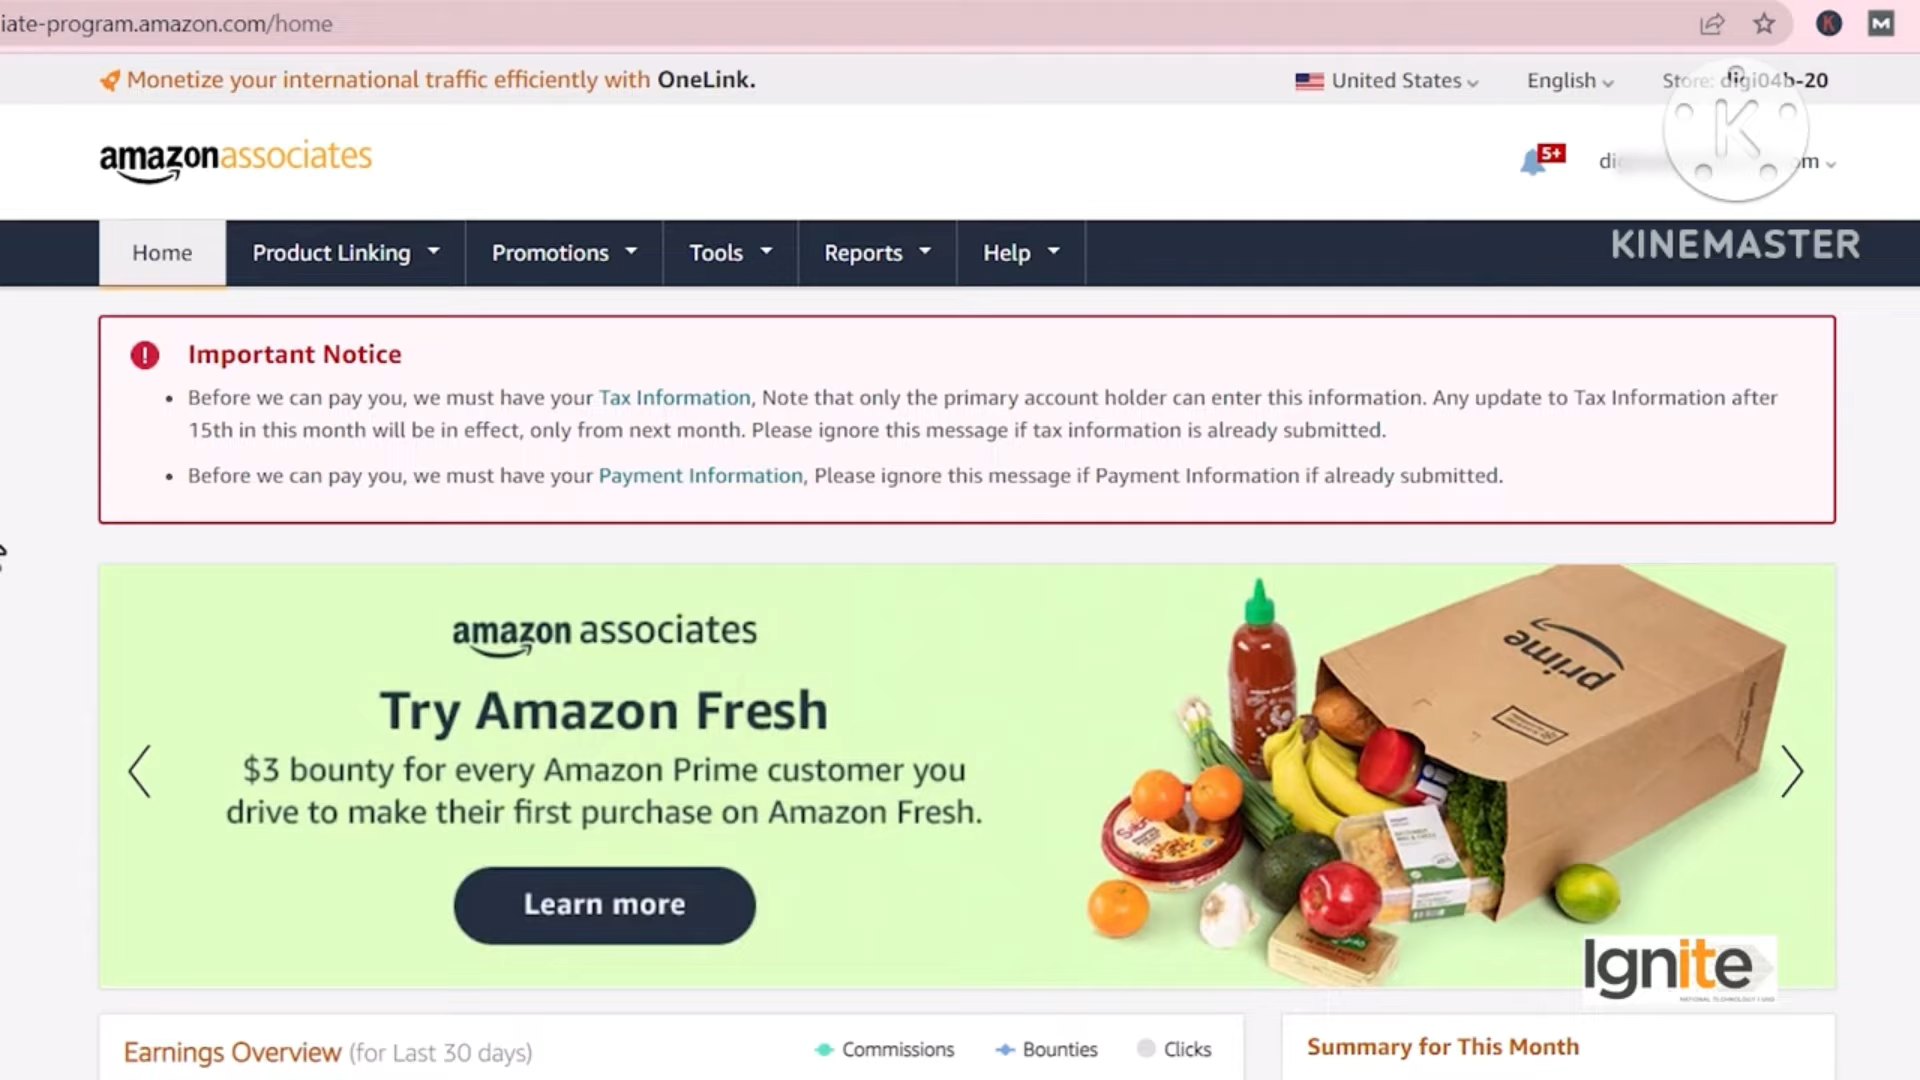 iate-program.amazon.com/home
Monetize your international traffic efficiently with OneLink.
United States
English
Store: digi04b-20
amazonassociates
5+
di
om
K
KINEMASTER
Home
Product Linking
Promotions
Tools
Reports
Help
Important Notice
Before we can pay you, we must have your Tax Information, Note that only the primary account holder can enter this information. Any update to Tax Information after
15th in this month will be in effect, only from next month. Please ignore this message if tax information is already submitted.
Before we can pay you, we must have your Payment Information, Please ignore this message if Payment Information if already submitted.
amazon associates
Try Amazon Fresh
$3 bounty for every Amazon Prime customer you
drive to make their first purchase on Amazon Fresh.
Learn more
prime
Ignite
NATIONAL TECHNOLOGY FUND
Earnings Overview (for Last 30 days)
Commissions
Bounties
Clicks
Summary for This Month